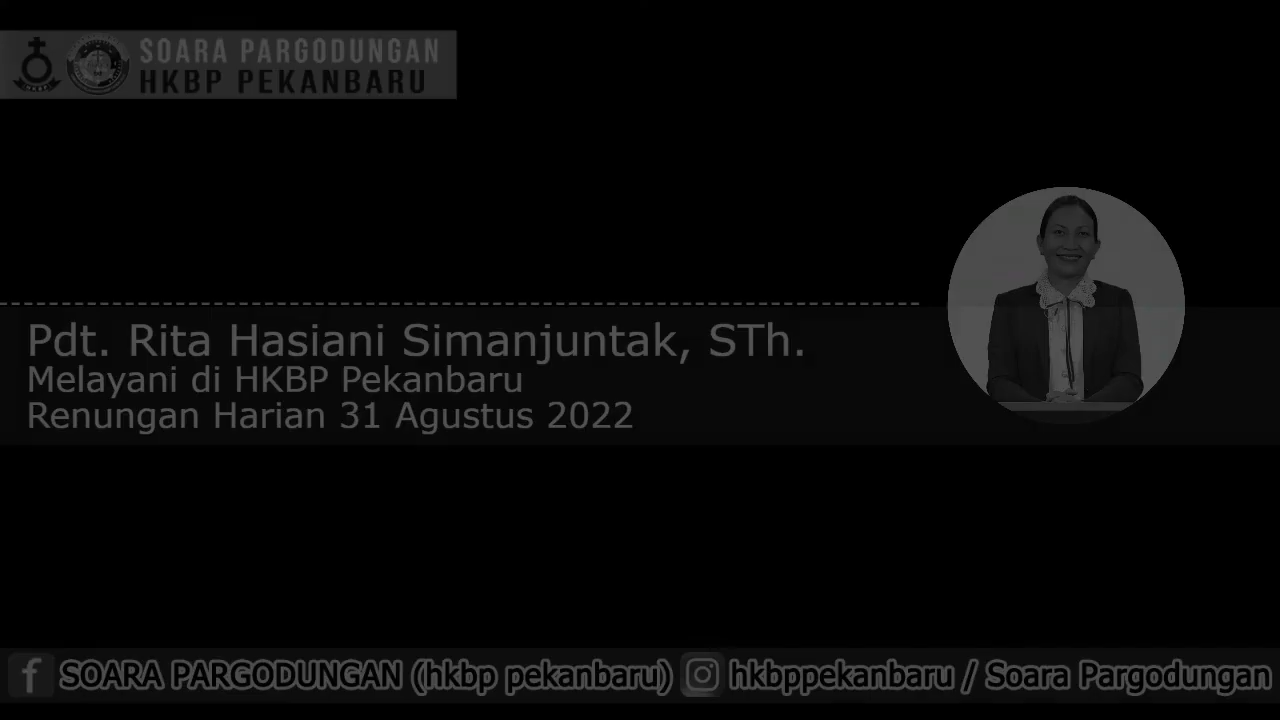 SOARA PARGODUNGAN
HKBP PEKANBARU
HKBP
Pdt. Rita Hasiani Simanjuntak, STh.
Melayani di HKBP Pekanbaru
Renungan Harian 31 Agustus 2022
SOARA PARGODUNGAN (hkbp pekanbaru) hkbppekanbaru / Soara Pargodungan